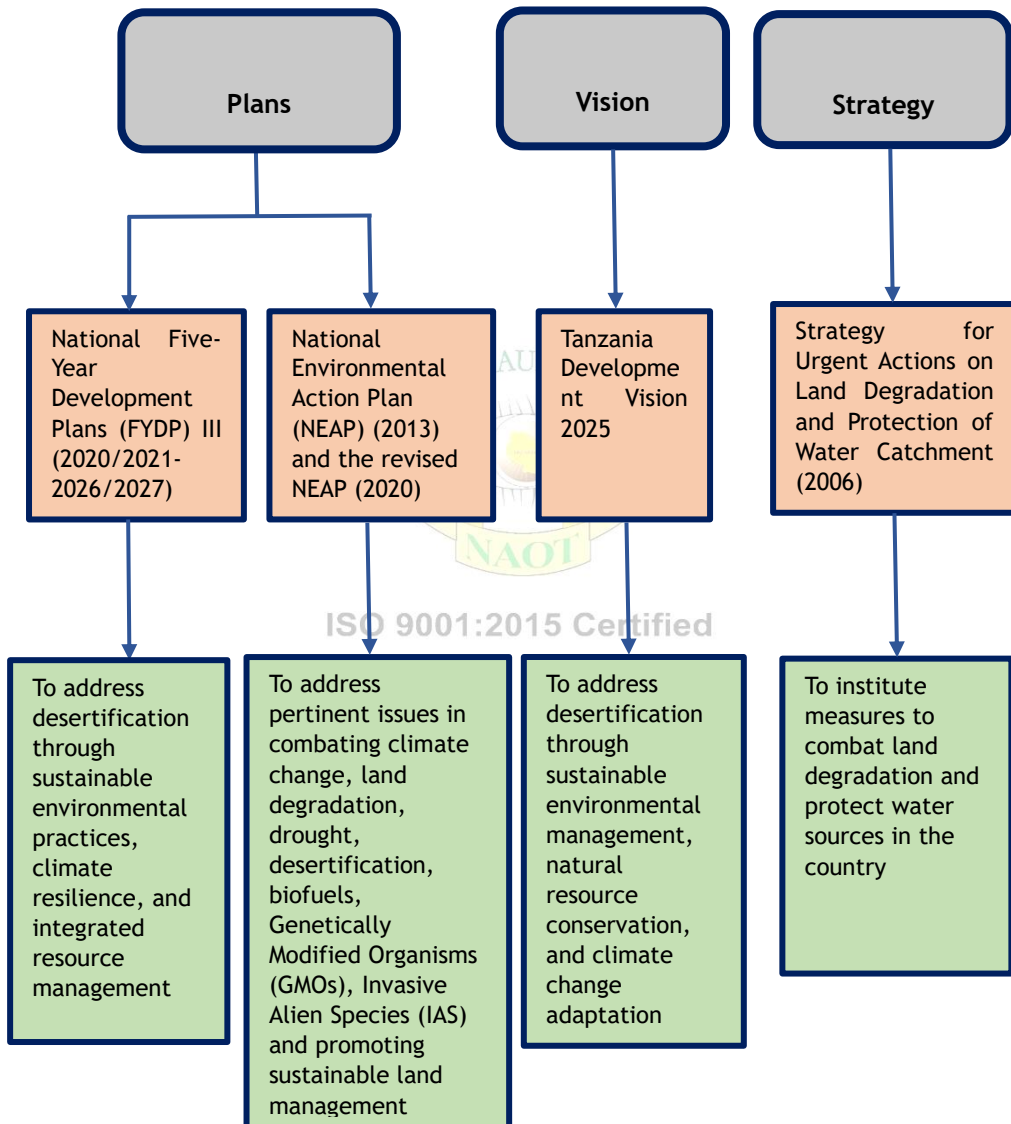 Plans
Vision
Strategy
National Five-
Year
Development
Plans (FYDP) III
(2020/2021-
2026/2027)
National
Environmental
Action Plan
(NEAP) (2013)
and the revised
NEAP (2020)
Tanzania
Developme
nt Vision
2025
Strategy for
Urgent Actions on
Land Degradation
and Protection of
Water Catchment
(2006)
AU
NAOT
ISO 9001:2015 Certified
To address
desertification
through
sustainable
environmental
practices,
climate
resilience, and
integrated
resource
management
To address
pertinent issues in
combating climate
change, land
degradation,
drought,
desertification,
biofuels,
Genetically
Modified Organisms
(GMOs), Invasive
Alien Species (IAS)
and promoting
sustainable land
management
To address
desertification
through
sustainable
environmental
management,
natural
resource
conservation,
and climate
change
adaptation
To institute
measures to
combat land
degradation and
protect water
sources in the
country